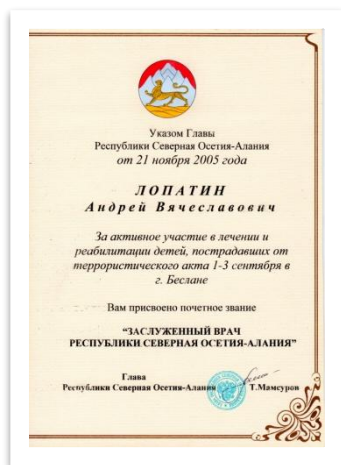 Указом Главы
Республики Северная Осетия-Алания
от 21 ноября 2005 года
ЛОПАТИН
Андрей Вячеславович
За активное участие в лечении и
реабилитации детей, пострадавших от
террористического акта 1-3 сентября в
г. Беслане
Вам присвоено почетное звание
“ЗАСЛУЖЕННЫЙ ВРАЧ
РЕСПУБЛИКИ СЕВЕРНАЯ ОСЕТИЯ-АЛАНИЯ”
Глава
Республики Северная Осетия-Алания Т.Мамсуров